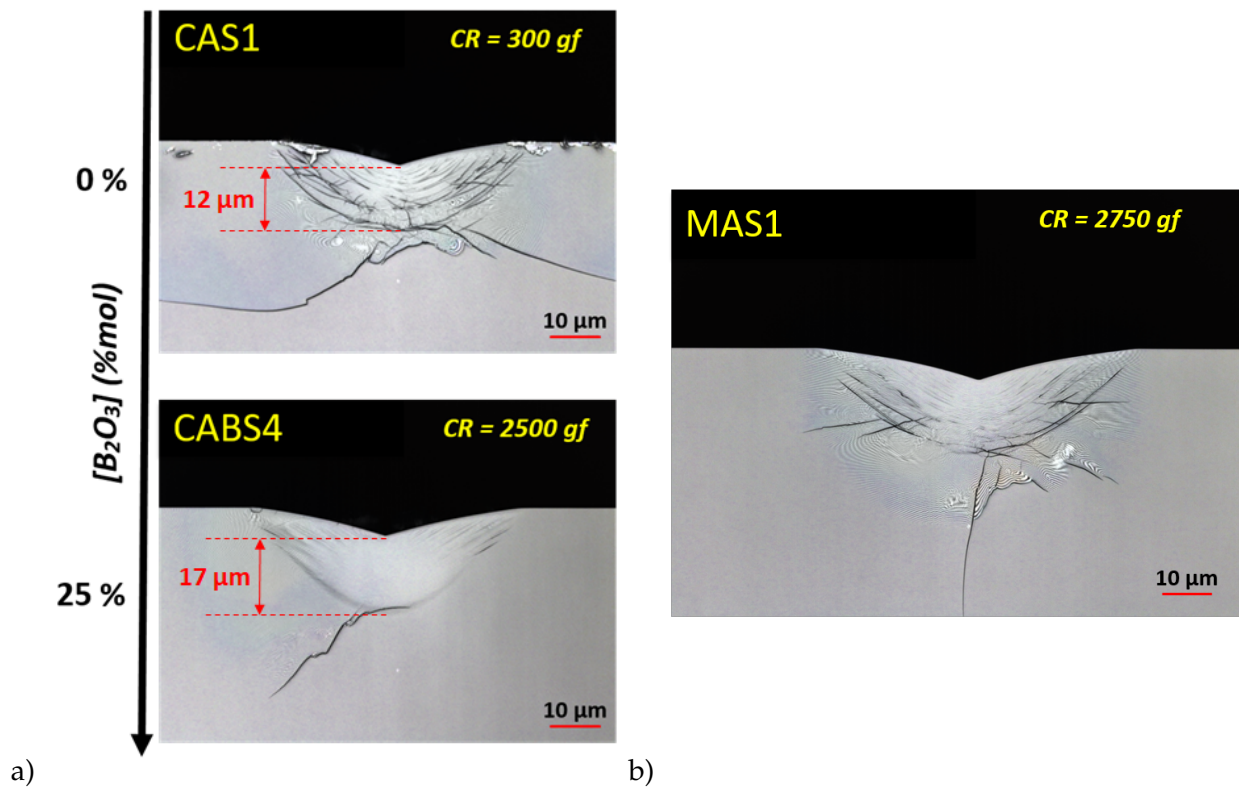 CAS1
CR = 300 gf
0 %
12 µm
10 µm
[B₂O₃] (%mol)
CABS4
CR = 2500 gf
17 µm
25 %
10 µm
a)
MAS1
CR = 2750 gf
10 µm
b)